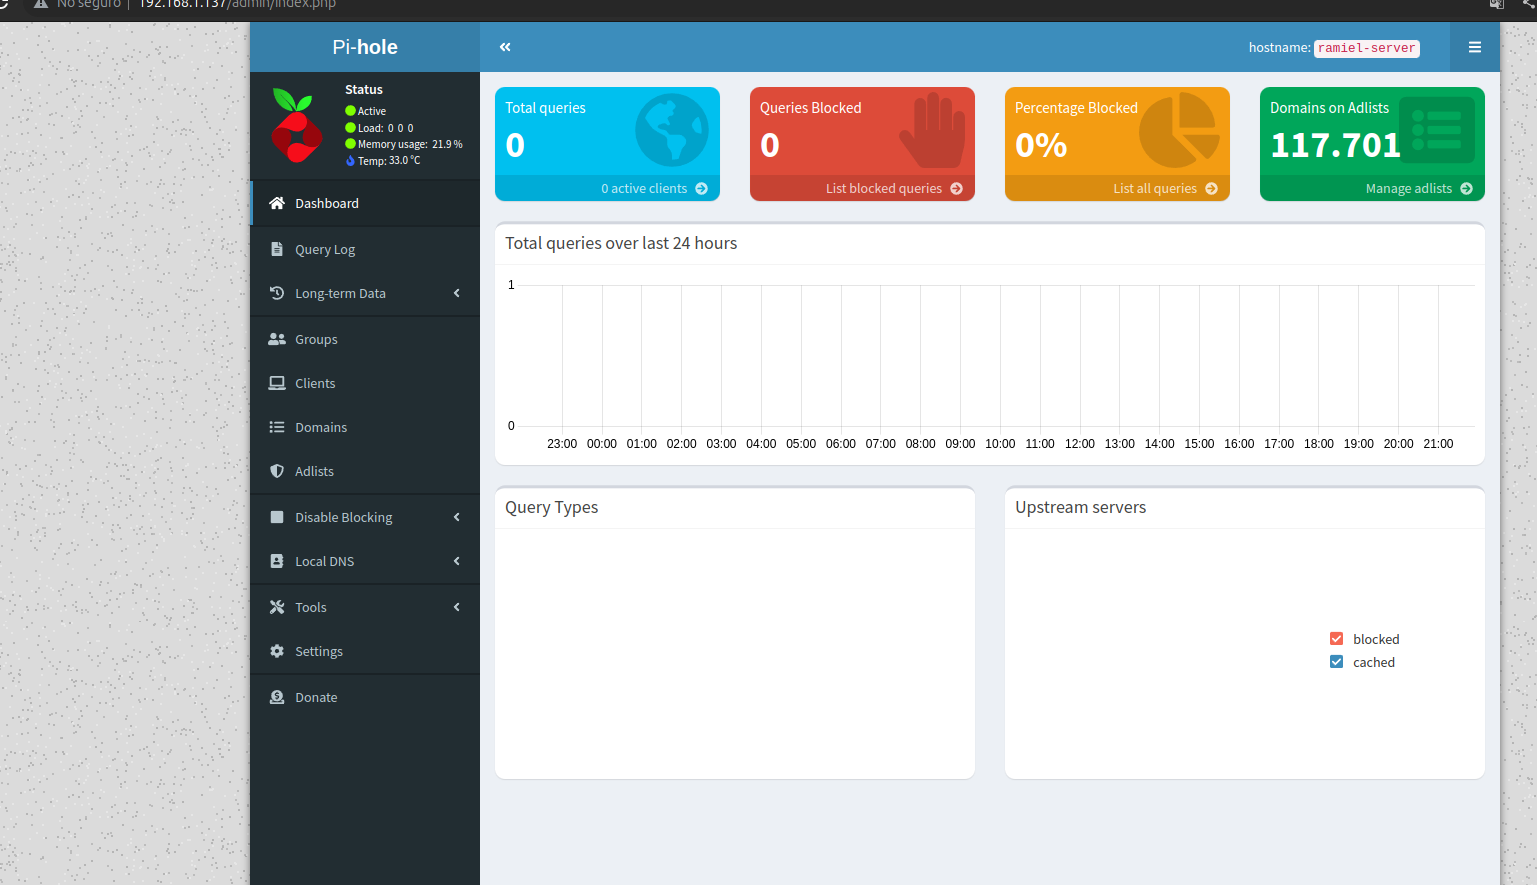 No seguro | 192.168.1.137/admin/index.php
Pi-hole
hostname: ramiel-server
Status
Active
Load: 0 0 0
Memory usage: 21.9 %
Temp: 33.0 °C
Dashboard
Query Log
Long-term Data
Groups
Clients
Domains
Adlists
Disable Blocking
Local DNS
Tools
Settings
Donate
Total queries
0
0 active clients
Queries Blocked
0
List blocked queries
Percentage Blocked
0%
List all queries
Domains on Adlists
117.701
Manage adlists
Total queries over last 24 hours
1
0
23:00 00:00 01:00 02:00 03:00 04:00 05:00 06:00 07:00 08:00 09:00 10:00 11:00 12:00 13:00 14:00 15:00 16:00 17:00 18:00 19:00 20:00 21:00
Query Types
Upstream servers
blocked
cached